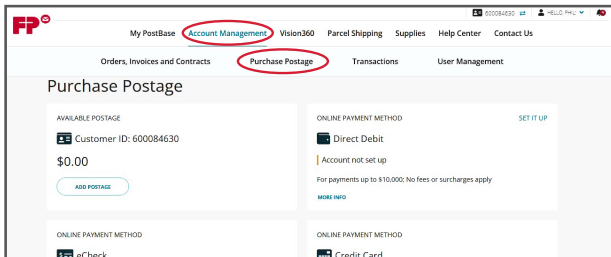 600084630 HELLO, PHIL!
FP
My PostBase Account Management Vision360 Parcel Shipping Supplies Help Center Contact Us
Orders, Invoices and Contracts Purchase Postage Transactions User Management
Purchase Postage
AVAILABLE POSTAGE
Customer ID: 600084630
$0.00
ADD POSTAGE
ONLINE PAYMENT METHOD SET IT UP
Direct Debit
Account not set up
For payments up to $10,000; No fees or surcharges apply
MORE INFO
ONLINE PAYMENT METHOD
eCheck
ONLINE PAYMENT METHOD
Credit Card